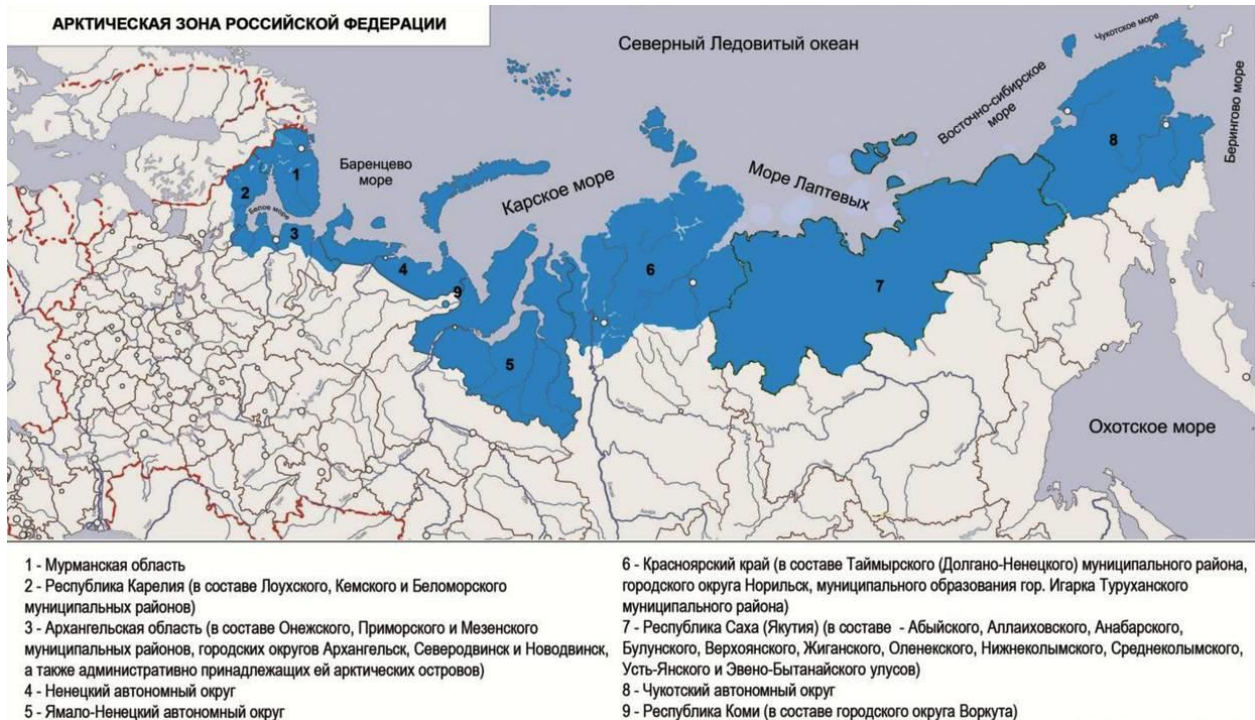 АРКТИЧЕСКАЯ ЗОНА РОССИЙСКОЙ ФЕДЕРАЦИИ
Северный Ледовитый океан
Чукотское море
Восточно-сибирское
море
Берингово море
Баренцево
море
Карское море
Море Лаптевых
Белое море
Охотское море
1
2
3
4
5
6
7
8
9
1 - Мурманская область
2 - Республика Карелия (в составе Лоухского, Кемского и Беломорского
муниципальных районов)
3 - Архангельская область (в составе Онежского, Приморского и Мезенского
муниципальных районов, городских округов Архангельск, Северодвинск и Новодвинск,
а также административно принадлежащих ей арктических островов)
4 - Ненецкий автономный округ
5 - Ямало-Ненецкий автономный округ
6 - Красноярский край (в составе Таймырского (Долгано-Ненецкого) муниципального района,
городского округа Норильск, муниципального образования гор. Игарка Туруханского
муниципального района)
7 - Республика Саха (Якутия) (в составе - Абыйского, Аллаиховского, Анабарского,
Булунского, Верхоянского, Жиганского, Оленекского, Нижнеколымского, Среднеколымского,
Усть-Янского и Эвено-Бытанайского улусов)
8 - Чукотский автономный округ
9 - Республика Коми (в составе городского округа Воркута)